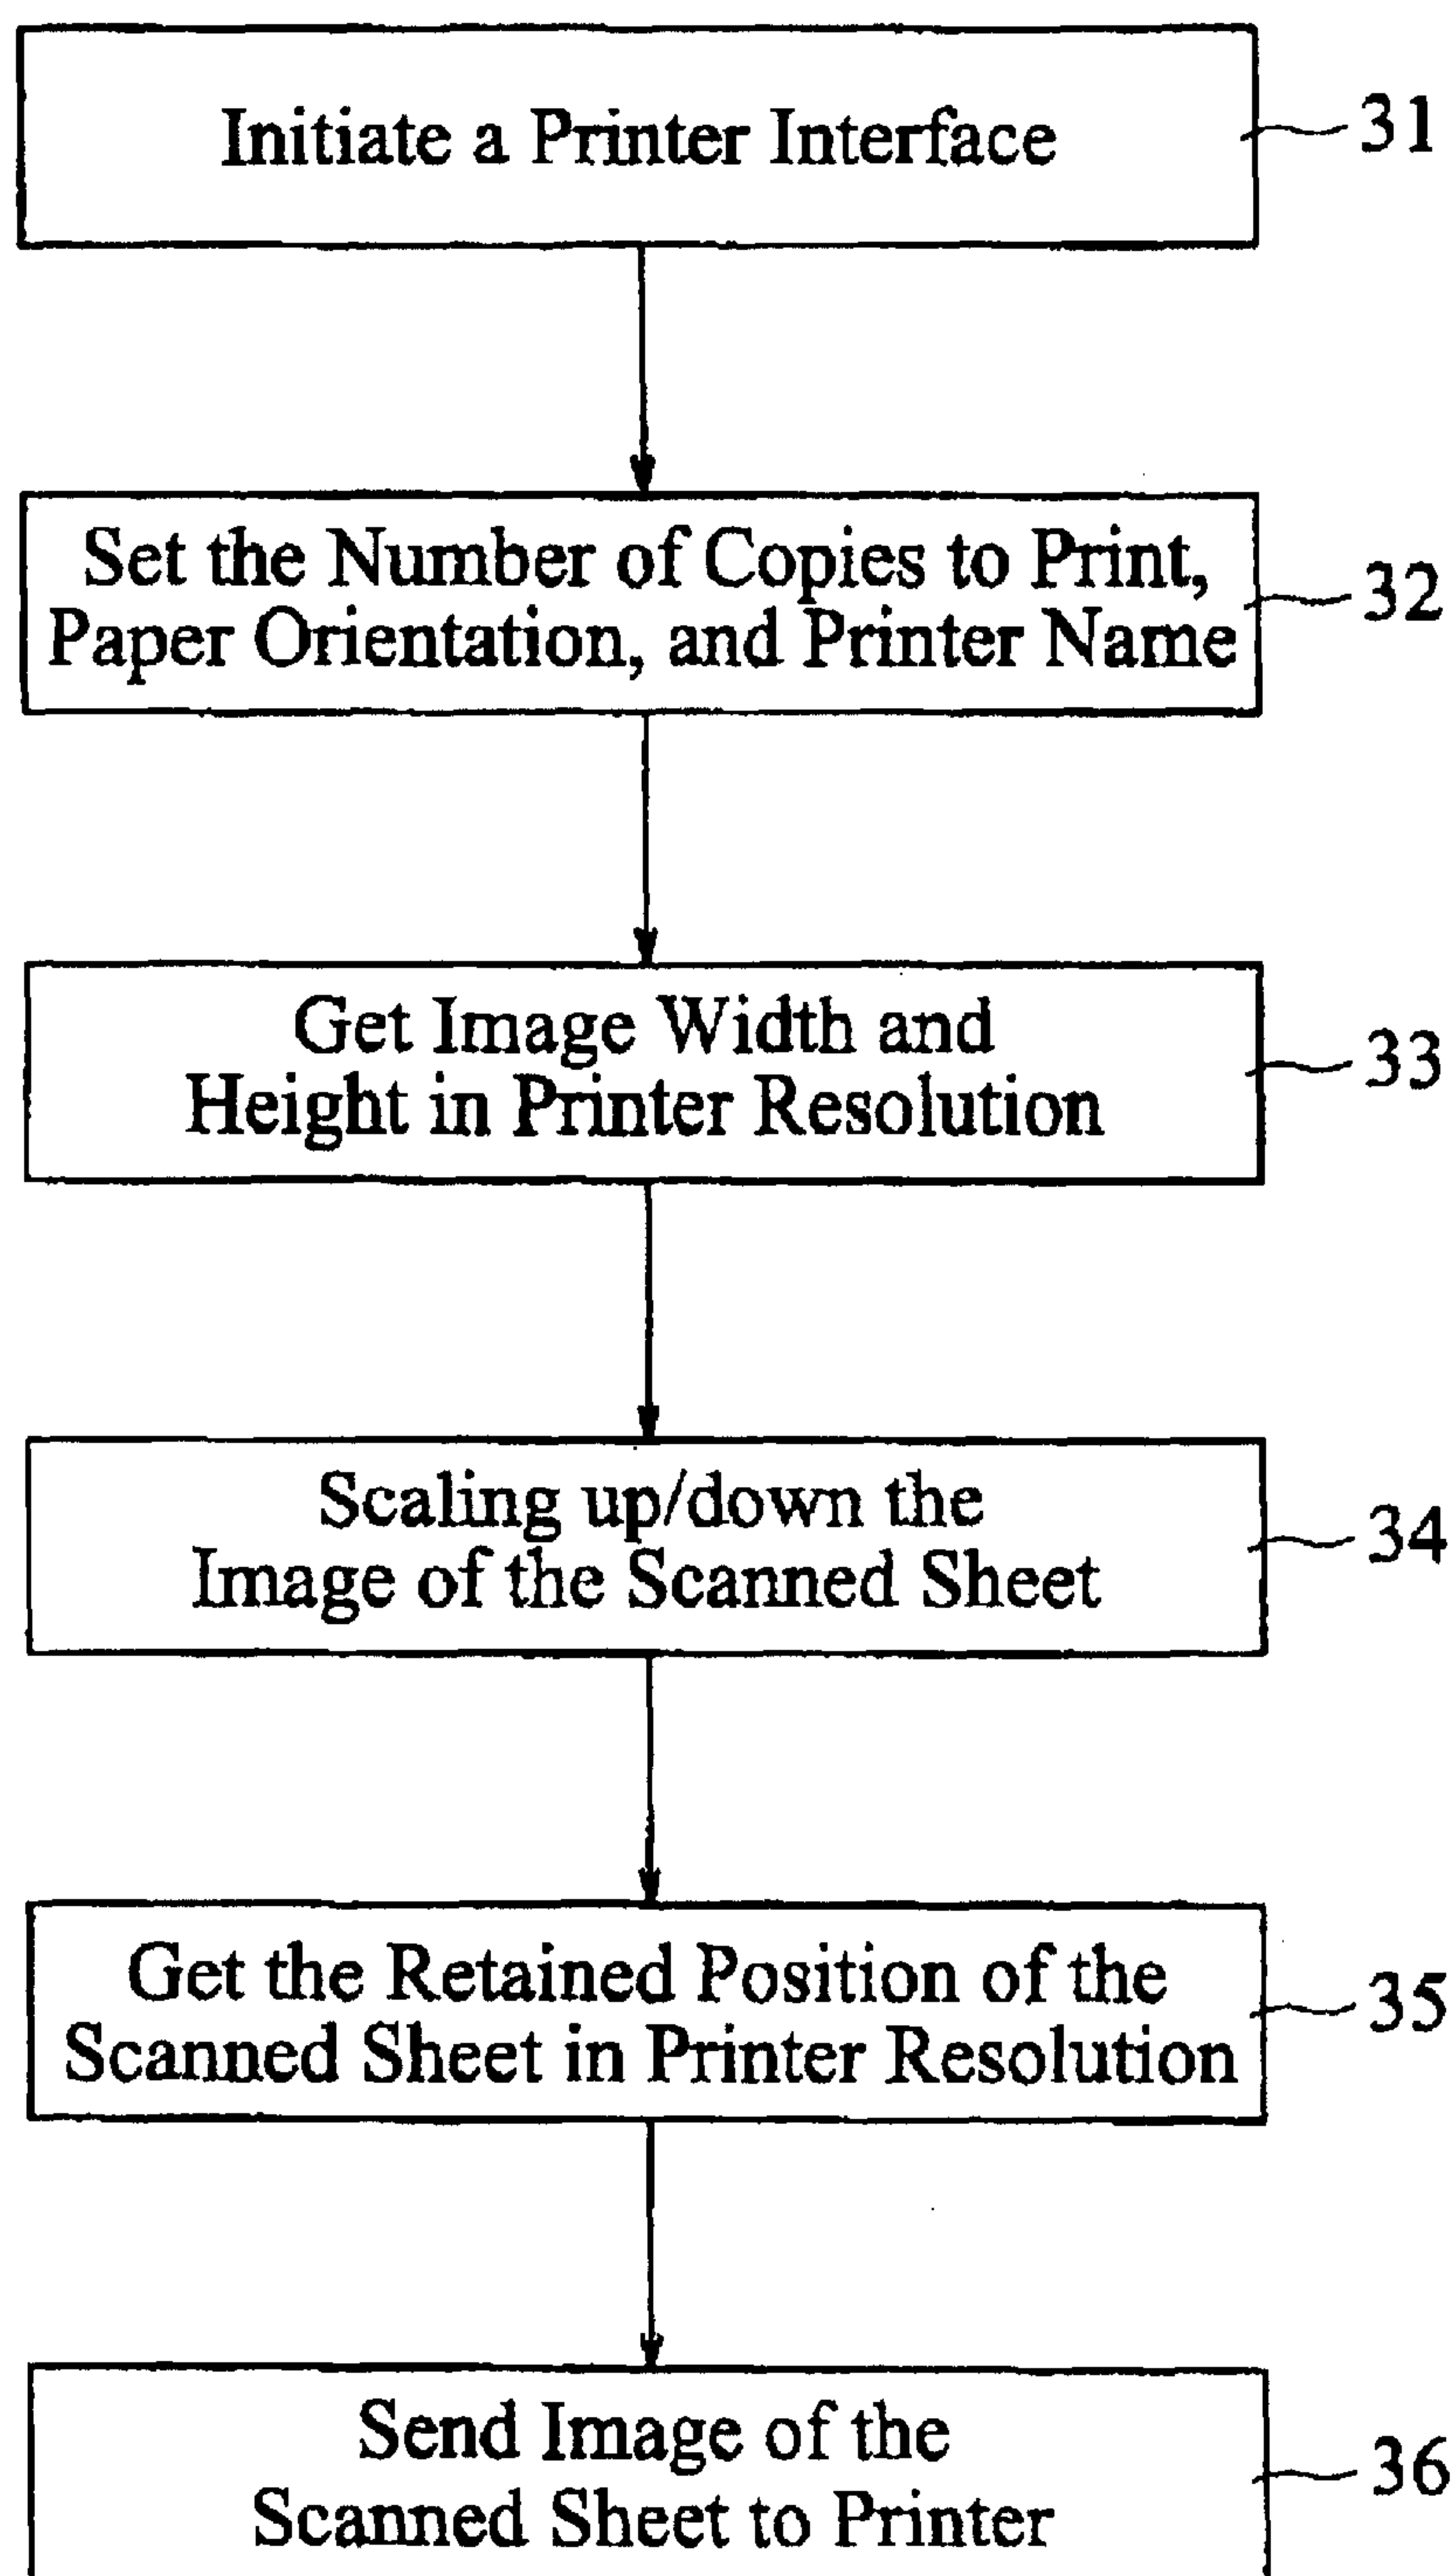 Initiate a Printer Interface
31
Set the Number of Copies to Print,
Paper Orientation, and Printer Name
32
Get Image Width and
Height in Printer Resolution
33
Scaling up/down the
Image of the Scanned Sheet
34
Get the Retained Position of the
Scanned Sheet in Printer Resolution
35
Send Image of the
Scanned Sheet to Printer
36